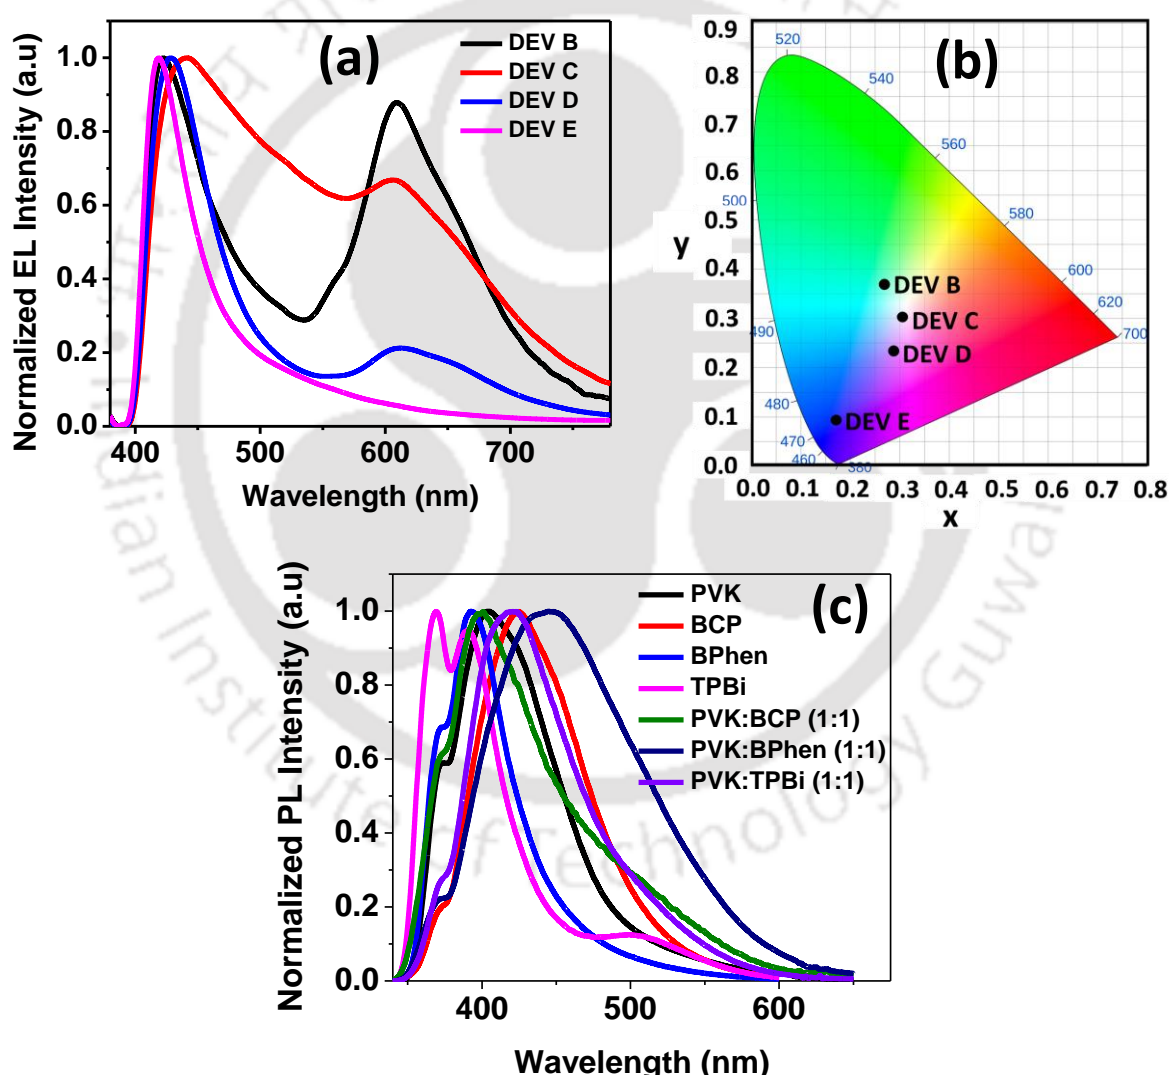 (a)
DEV B
DEV C
DEV D
DEV E
Normalized EL Intensity (a.u)
1.0
0.8
0.6
0.4
0.2
0.0
400 500 600 700
Wavelength (nm)
(b)
0.9
0.8
0.7
0.6
0.5
0.4
0.3
0.2
0.1
0.0
y
520
540
560
500
580
600
620
490
700
480
470
460
380
DEV B
DEV C
DEV D
DEV E
0.0 0.1 0.2 0.3 0.4 0.5 0.6 0.7 0.8
x
(c)
PVK
BCP
BPhen
TPBi
PVK:BCP (1:1)
PVK:BPhen (1:1)
PVK:TPBi (1:1)
Normalized PL Intensity (a.u)
1.0
0.8
0.6
0.4
0.2
0.0
400 500 600
Wavelength (nm)
Institute of Technology Guwa